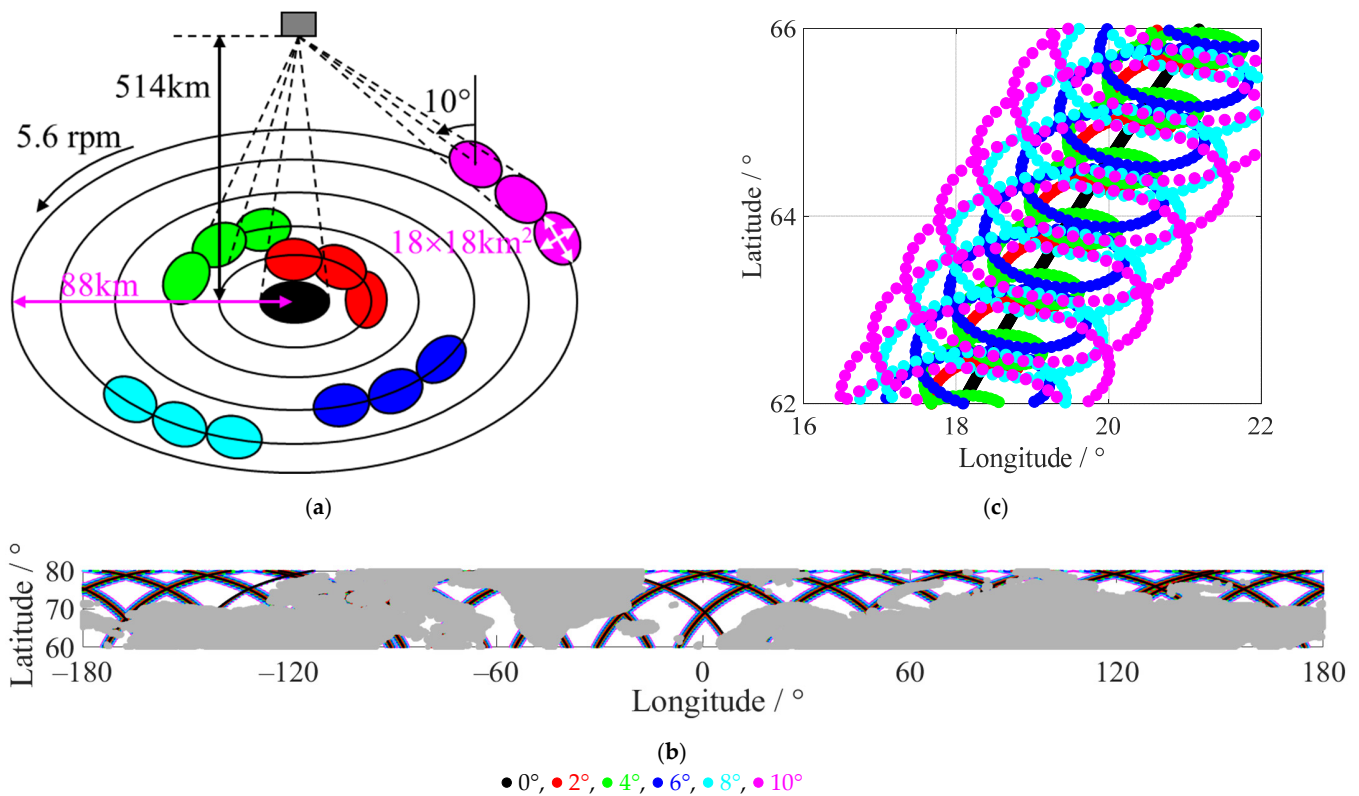 514km
10°
5.6 rpm
18×18km²
88km
(a)
66
64
62
Latitude / °
16 18 20 22
Longitude / °
(c)
80
70
60
Latitude / °
−180 −120 −60 0 60 120 180
Longitude / °
(b)
0°, 2°, 4°, 6°, 8°, 10°